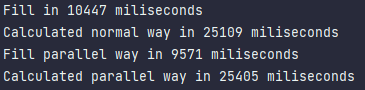 Fill in 10447 miliseconds
Calculated normal way in 25109 miliseconds
Fill parallel way in 9571 miliseconds
Calculated parallel way in 25405 miliseconds